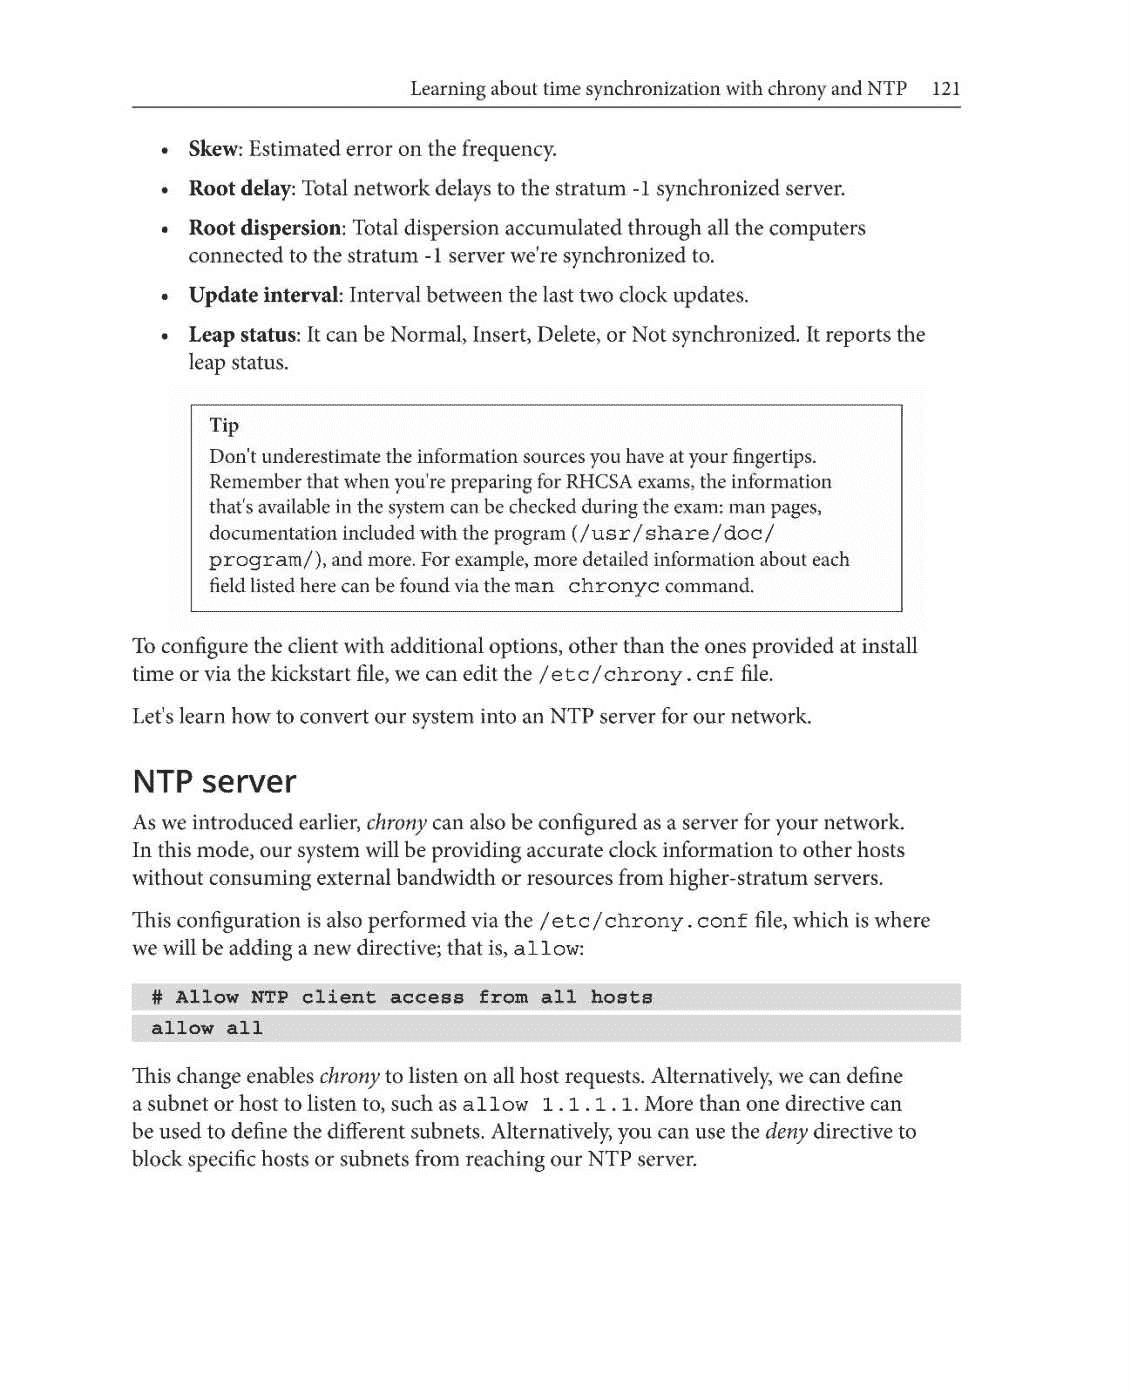 Learning about time synchronization with chrony and NTP 121
• Skew: Estimated error on the frequency.
• Root delay: Total network delays to the stratum -1 synchronized server.
• Root dispersion: Total dispersion accumulated through all the computers
connected to the stratum -1 server we're synchronized to.
• Update interval: Interval between the last two clock updates.
• Leap status: It can be Normal, Insert, Delete, or Not synchronized. It reports the
leap status.
Tip
Don't underestimate the information sources you have at your fingertips.
Remember that when you're preparing for RHCSA exams, the information
that's available in the system can be checked during the exam: man pages,
documentation included with the program (/usr/share/doc/
program/), and more. For example, more detailed information about each
field listed here can be found via the man chronyc command.
To configure the client with additional options, other than the ones provided at install
time or via the kickstart file, we can edit the /etc/chrony.cnf file.
Let's learn how to convert our system into an NTP server for our network.
NTP server
As we introduced earlier, chrony can also be configured as a server for your network.
In this mode, our system will be providing accurate clock information to other hosts
without consuming external bandwidth or resources from higher-stratum servers.
This configuration is also performed via the /etc/chrony.conf file, which is where
we will be adding a new directive; that is, allow:
# Allow NTP client access from all hosts
allow all
This change enables chrony to listen on all host requests. Alternatively, we can define
a subnet or host to listen to, such as allow 1.1.1.1. More than one directive can
be used to define the different subnets. Alternatively, you can use the deny directive to
block specific hosts or subnets from reaching our NTP server.